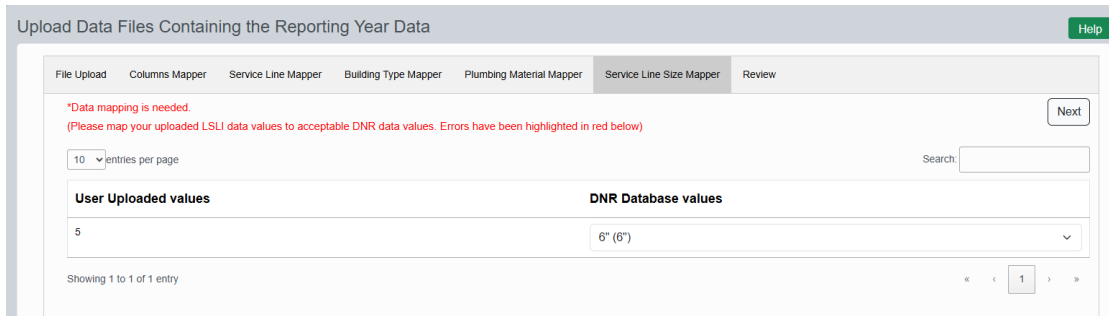 Upload Data Files Containing the Reporting Year Data
Help
File Upload Columns Mapper Service Line Mapper Building Type Mapper Plumbing Material Mapper Service Line Size Mapper Review
*Data mapping is needed.
Next
(Please map your uploaded LSLI data values to acceptable DNR data values. Errors have been highlighted in red below)
10 entries per page
Search:
User Uploaded values DNR Database values
5 6" (6")
Showing 1 to 1 of 1 entry
« ‹ 1 › »